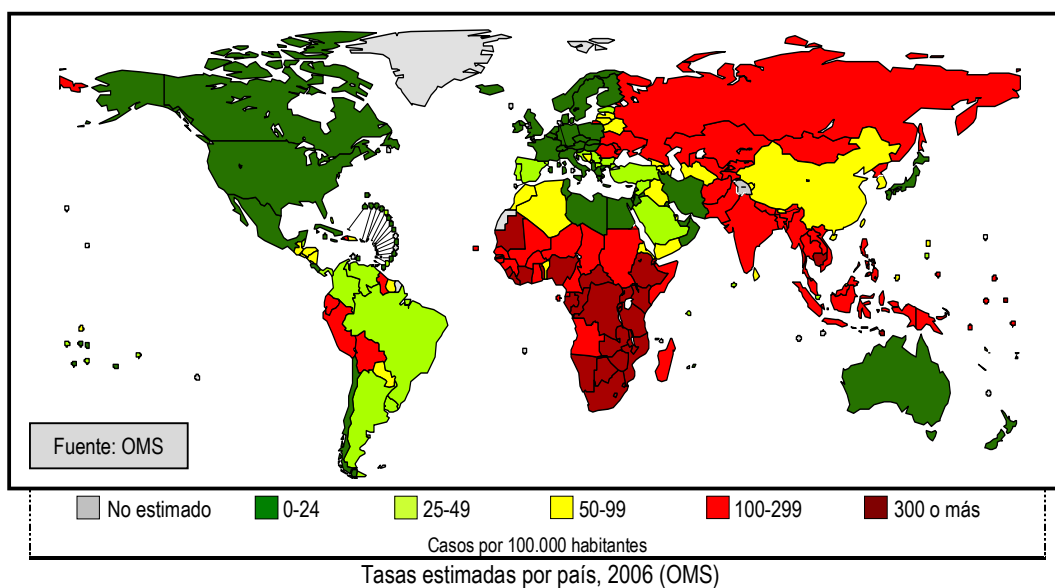 Fuente: OMS
No estimado 0-24 25-49 50-99 100-299 300 o más
Casos por 100.000 habitantes
Tasas estimadas por país, 2006 (OMS)